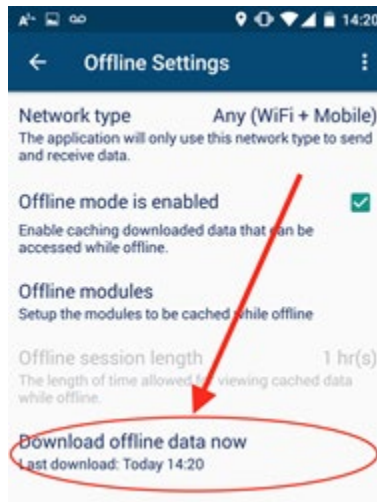 14:20
Offline Settings
Network type Any (WiFi + Mobile)
The application will only use this network type to send
and receive data.
Offline mode is enabled
Enable caching downloaded data that can be
accessed while offline.
Offline modules
Setup the modules to be cached while offline
Offline session length 1 hr(s)
The length of time allowed for viewing cached data
while offline.
Download offline data now
Last download: Today 14:20